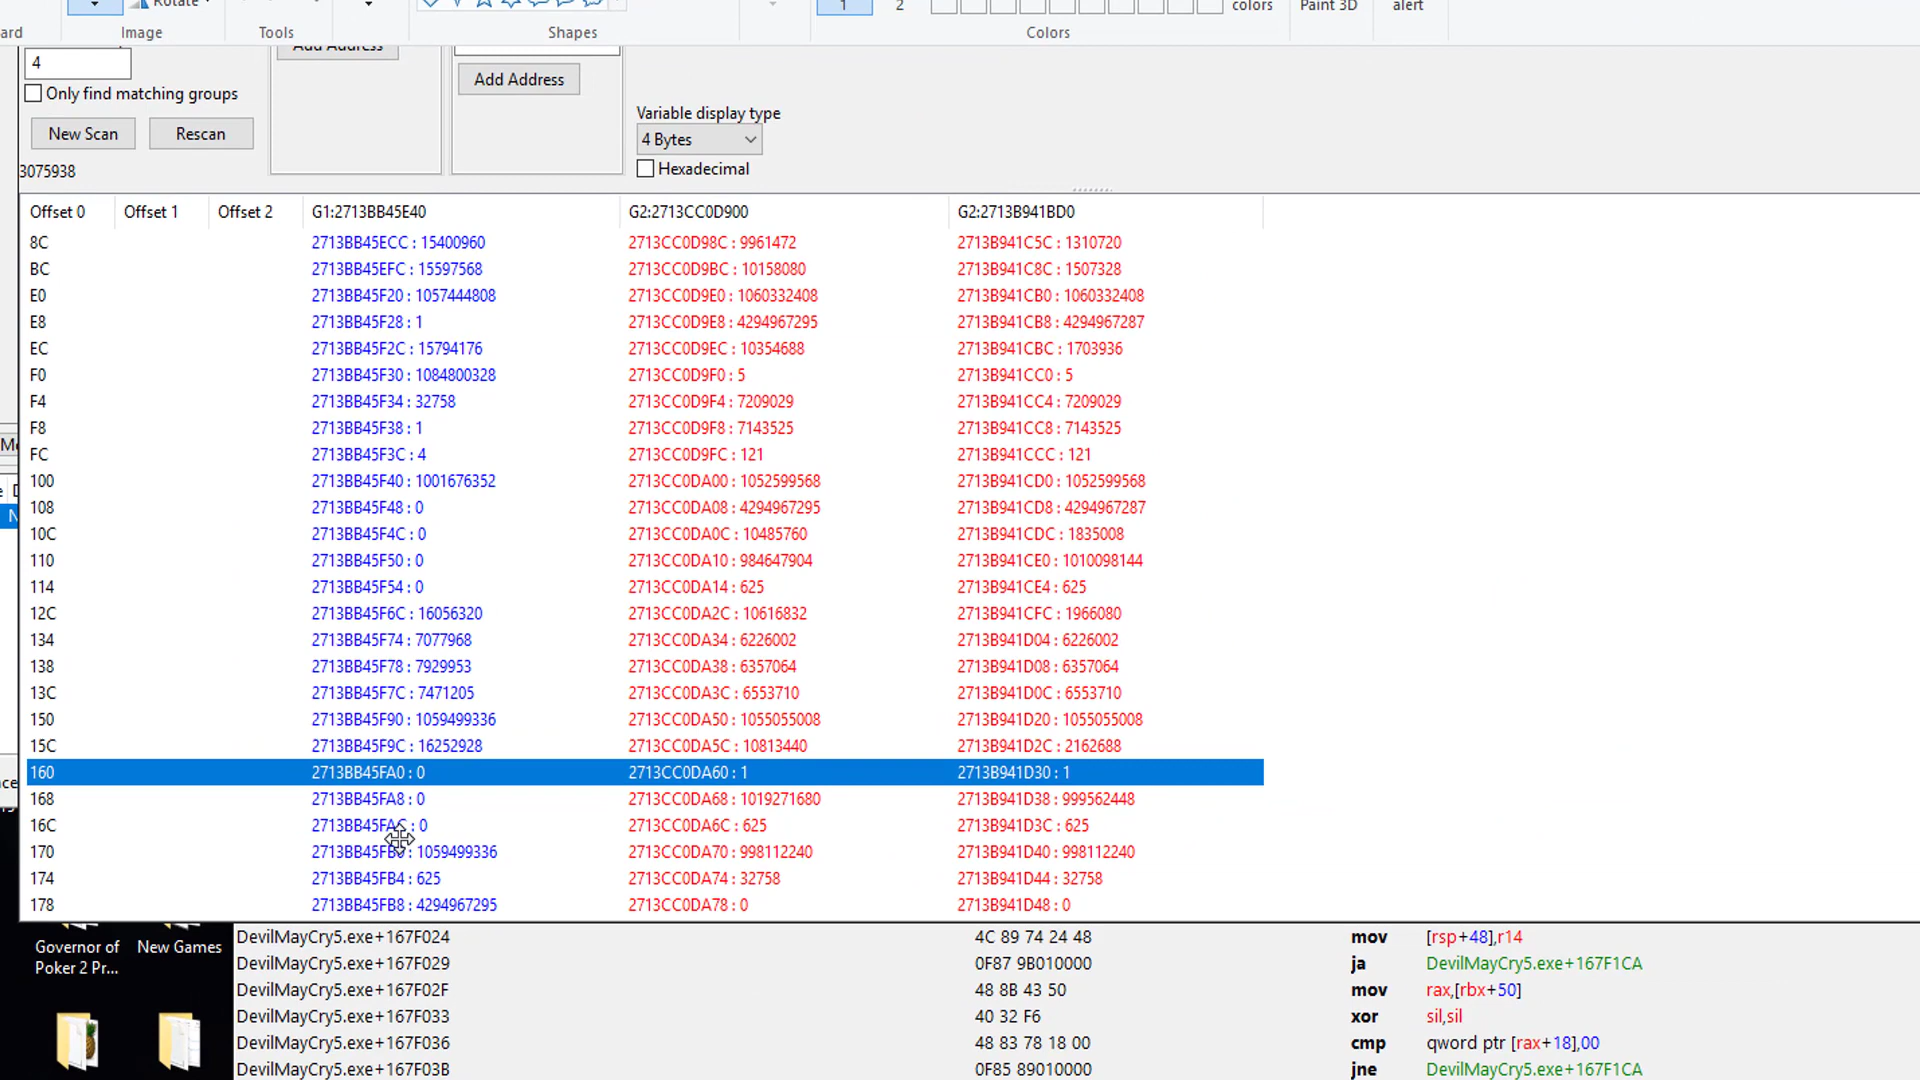 Rotate
1 2 colors Paint 3D alert
ard Image Tools Shapes Colors
4 Add Address
Add Address
Only find matching groups
Variable display type
New Scan Rescan 4 Bytes
3075938 Hexadecimal
Offset 0 Offset 1 Offset 2 G1:2713BB45E40 G2:2713CC0D900 G2:2713B941BD0
8C 2713BB45ECC : 15400960 2713CC0D98C : 9961472 2713B941C5C : 1310720
BC 2713BB45EFC : 15597568 2713CC0D9BC : 10158080 2713B941C8C : 1507328
E0 2713BB45F20 : 1057444808 2713CC0D9E0 : 1060332408 2713B941CB0 : 1060332408
E8 2713BB45F28 : 1 2713CC0D9E8 : 4294967295 2713B941CB8 : 4294967287
EC 2713BB45F2C : 15794176 2713CC0D9EC : 10354688 2713B941CBC : 1703936
F0 2713BB45F30 : 1084800328 2713CC0D9F0 : 5 2713B941CC0 : 5
F4 2713BB45F34 : 32758 2713CC0D9F4 : 7209029 2713B941CC4 : 7209029
F8 2713BB45F38 : 1 2713CC0D9F8 : 7143525 2713B941CC8 : 7143525
FC 2713BB45F3C : 4 2713CC0D9FC : 121 2713B941CCC : 121
100 2713BB45F40 : 1001676352 2713CC0DA00 : 1052599568 2713B941CD0 : 1052599568
108 2713BB45F48 : 0 2713CC0DA08 : 4294967295 2713B941CD8 : 4294967287
10C 2713BB45F4C : 0 2713CC0DA0C : 10485760 2713B941CDC : 1835008
110 2713BB45F50 : 0 2713CC0DA10 : 984647904 2713B941CE0 : 1010098144
114 2713BB45F54 : 0 2713CC0DA14 : 625 2713B941CE4 : 625
12C 2713BB45F6C : 16056320 2713CC0DA2C : 10616832 2713B941CFC : 1966080
134 2713BB45F74 : 7077968 2713CC0DA34 : 6226002 2713B941D04 : 6226002
138 2713BB45F78 : 7929953 2713CC0DA38 : 6357064 2713B941D08 : 6357064
13C 2713BB45F7C : 7471205 2713CC0DA3C : 6553710 2713B941D0C : 6553710
150 2713BB45F90 : 1059499336 2713CC0DA50 : 1055055008 2713B941D20 : 1055055008
15C 2713BB45F9C : 16252928 2713CC0DA5C : 10813440 2713B941D2C : 2162688
160 2713BB45FA0 : 0 2713CC0DA60 : 1 2713B941D30 : 1
168 2713BB45FA8 : 0 2713CC0DA68 : 1019271680 2713B941D38 : 999562448
16C 2713BB45FAC : 0 2713CC0DA6C : 625 2713B941D3C : 625
170 2713BB45FB0 : 1059499336 2713CC0DA70 : 998112240 2713B941D40 : 998112240
174 2713BB45FB4 : 625 2713CC0DA74 : 32758 2713B941D44 : 32758
178 2713BB45FB8 : 4294967295 2713CC0DA78 : 0 2713B941D48 : 0
Governor of
Poker 2 Pr...
New Games
DevilMayCry5.exe+167F024 4C 89 74 24 48 mov [rsp+48],r14
DevilMayCry5.exe+167F029 0F87 9B010000 ja DevilMayCry5.exe+167F1CA
DevilMayCry5.exe+167F02F 48 8B 43 50 mov rax,[rbx+50]
DevilMayCry5.exe+167F033 40 32 F6 xor sil,sil
DevilMayCry5.exe+167F036 48 83 78 18 00 cmp qword ptr [rax+18],00
DevilMayCry5.exe+167F03B 0F85 89010000 jne DevilMayCry5.exe+167F1CA